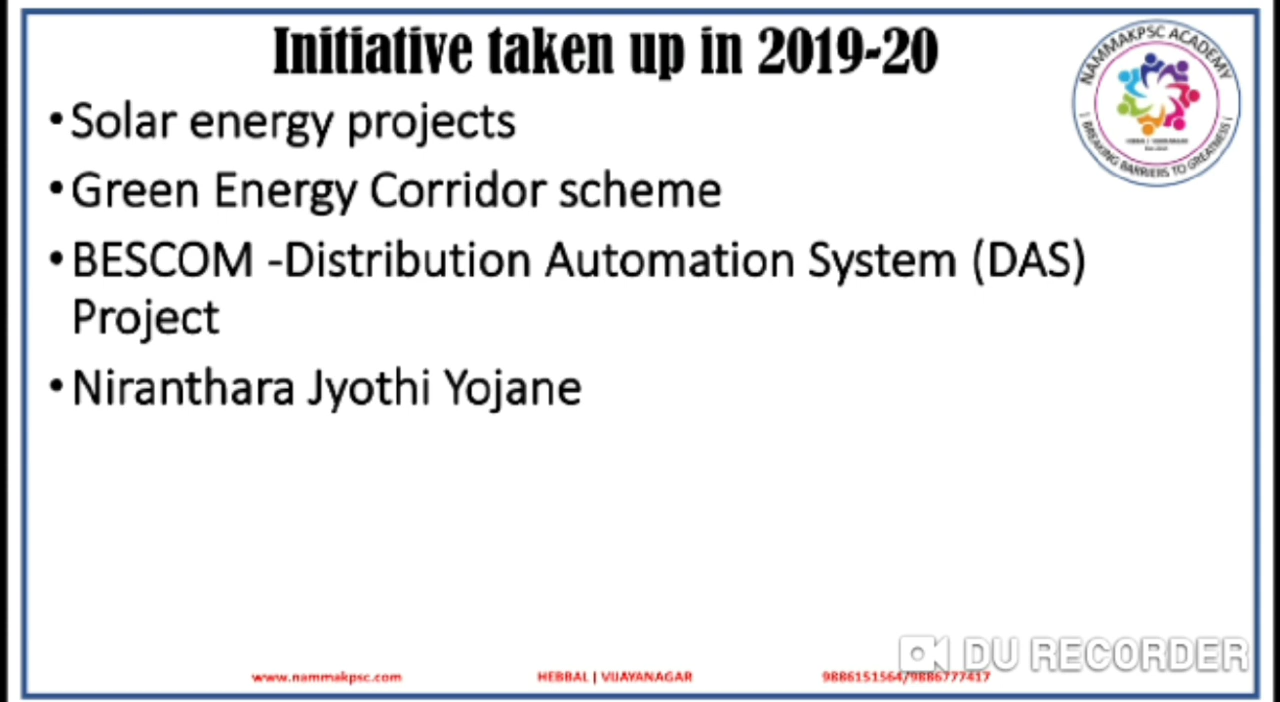 Initiative taken up in 2019-20
NAMMAKPSC ACADEMY
| BREAKING BARRIERS TO GREATNESS |
• Solar energy projects
• Green Energy Corridor scheme
• BESCOM -Distribution Automation System (DAS)
Project
• Niranthara Jyothi Yojane
DU RECORDER
www.nammakpsc.com
HEBBAL | VIJAYANAGAR
9886151564/9886777417